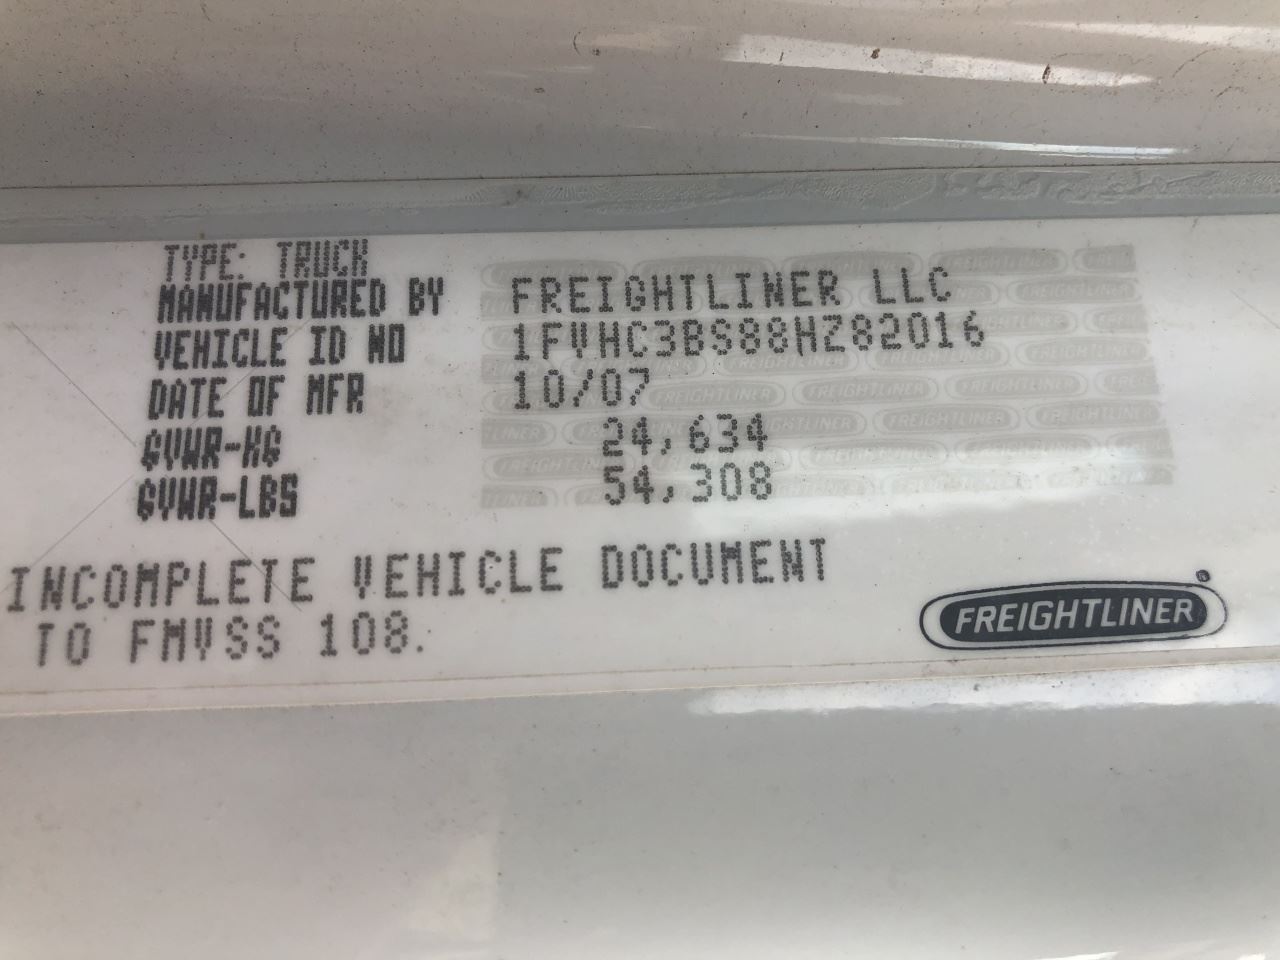 TYPE: TRUCK
MANUFACTURED BY FREIGHTLINER LLC
VEHICLE ID NO 1FVHC3BS88HZ82016
DATE OF MFR 10/07
GVWR-KG 24,634
GVWR-LBS 54,308
INCOMPLETE VEHICLE DOCUMENT
TO FMVSS 108.
FREIGHTLINER